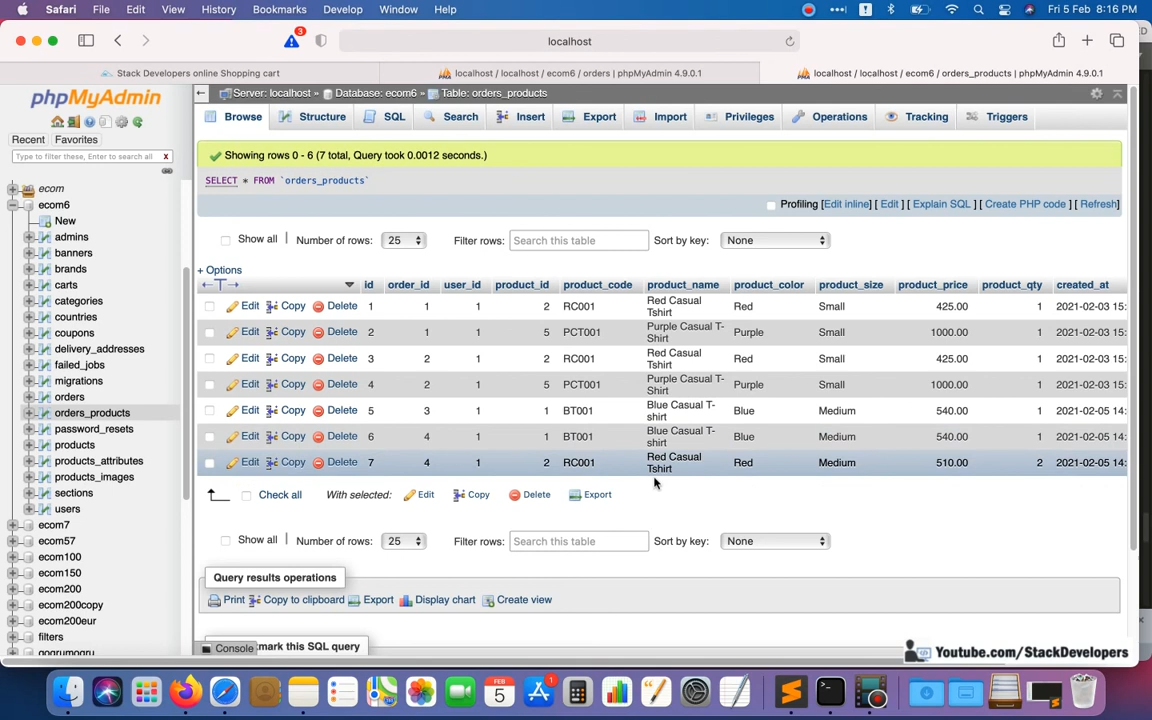 Safari File Edit View History Bookmarks Develop Window Help Fri 5 Feb 8:16 PM
3 localhost
Stack Developers online Shopping cart
localhost / localhost / ecom6 / orders | phpMyAdmin 4.9.0.1
localhost / localhost / ecom6 / orders_products | phpMyAdmin 4.9.0.1
phpMyAdmin
Recent Favorites
Type to filter these, Enter to search all X
ecom
ecom6
New
admins
banners
brands
carts
categories
countries
coupons
delivery_addresses
failed_jobs
migrations
orders
orders_products
password_resets
products
products_attributes
products_images
sections
users
ecom7
ecom57
ecom100
ecom150
ecom200
ecom200copy
ecom200eur
filters
gogrumogru
Server: localhost » Database: ecom6 » Table: orders_products
Browse Structure SQL Search Insert Export Import Privileges Operations Tracking Triggers
Showing rows 0 - 6 (7 total, Query took 0.0012 seconds.)
SELECT * FROM `orders_products`
Profiling [Edit inline] [ Edit ] [ Explain SQL ] [ Create PHP code ] [ Refresh]
Show all | Number of rows: 25 Filter rows: Search this table Sort by key: None
+ Options
←T→ id order_id user_id product_id product_code product_name product_color product_size product_price product_qty created_at
Edit Copy Delete 1 1 1 2 RC001 Red Casual Tshirt Red Small 425.00 1 2021-02-03 15:
Edit Copy Delete 2 1 1 5 PCT001 Purple Casual T-Shirt Purple Small 1000.00 1 2021-02-03 15:
Edit Copy Delete 3 2 1 2 RC001 Red Casual Tshirt Red Small 425.00 1 2021-02-03 15:
Edit Copy Delete 4 2 1 5 PCT001 Purple Casual T-Shirt Purple Small 1000.00 1 2021-02-03 15:
Edit Copy Delete 5 3 1 1 BT001 Blue Casual T-shirt Blue Medium 540.00 1 2021-02-05 14:
Edit Copy Delete 6 4 1 1 BT001 Blue Casual T-shirt Blue Medium 540.00 1 2021-02-05 14:
Edit Copy Delete 7 4 1 2 RC001 Red Casual Tshirt Red Medium 510.00 2 2021-02-05 14:
Check all With selected: Edit Copy Delete Export
Show all | Number of rows: 25 Filter rows: Search this table Sort by key: None
Query results operations
Print Copy to clipboard Export Display chart Create view
Console mark this SQL query
Youtube.com/StackDevelopers
FEB 5 1